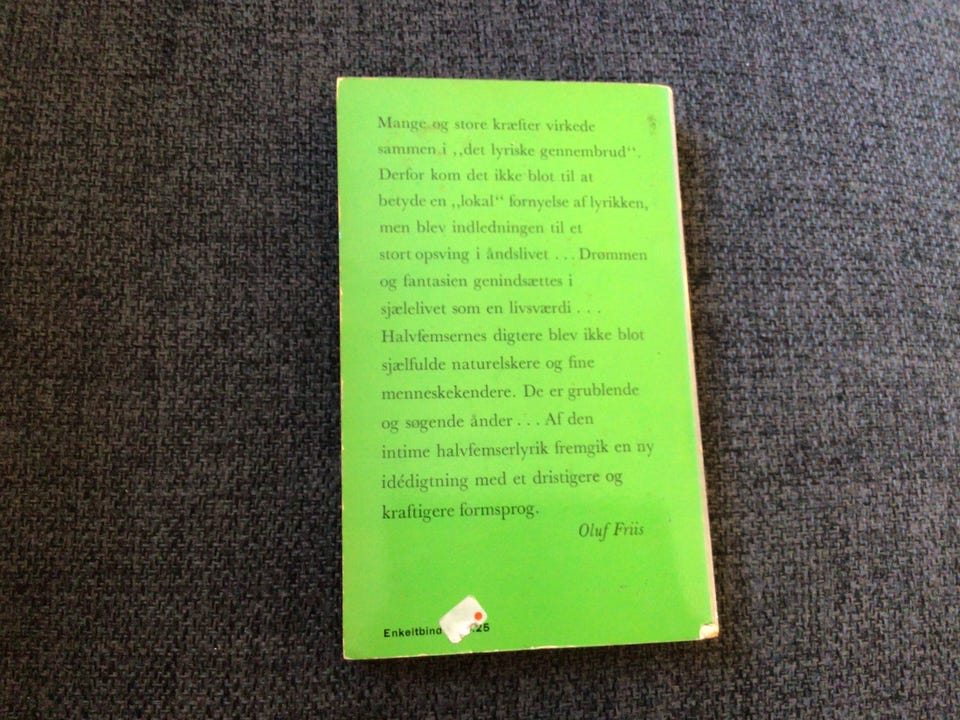 Mange og store kræfter virkede
sammen i ,,det lyriske gennembrud“.
Derfor kom det ikke blot til at
betyde en ,,lokal“ fornyelse af lyrikken,
men blev indledningen til et
stort opsving i åndslivet . . . Drømmen
og fantasien genindsættes i
sjælelivet som en livsværdi . . .
Halvfemsernes digtere blev ikke blot
sjælfulde naturelskere og fine
menneskekendere. De er grublende
og søgende ånder . . . Af den
intime halvfemserlyrik fremgik en ny
idédigtning med et dristigere og
kraftigere formsprog.
Oluf Friis
Enkeltbind .25